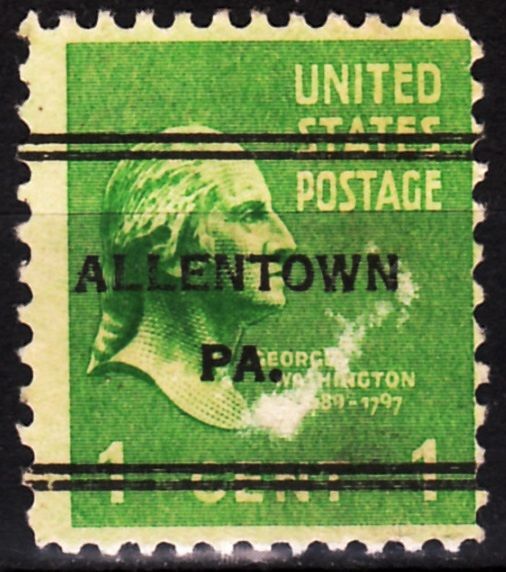 UNITED
STATES
POSTAGE
ALLENTOWN
PA.
GEORGE
WASHINGTON
1789-1797
1 CENT 1